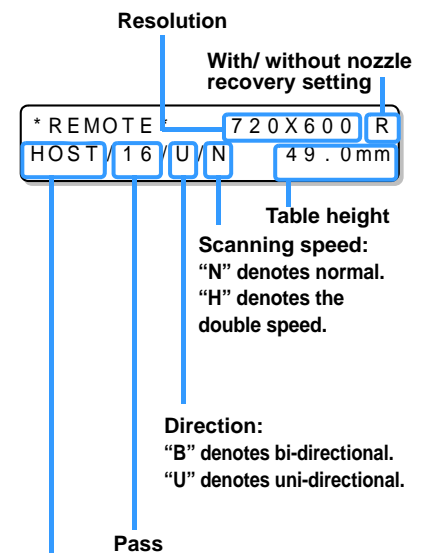 Resolution
With/ without nozzle
recovery setting
*REMOTE* 720X600 R
HOST/16/U/N 49.0mm
Table height
Scanning speed:
“N” denotes normal.
“H” denotes the
double speed.
Direction:
“B” denotes bi-directional.
“U” denotes uni-directional.
Pass